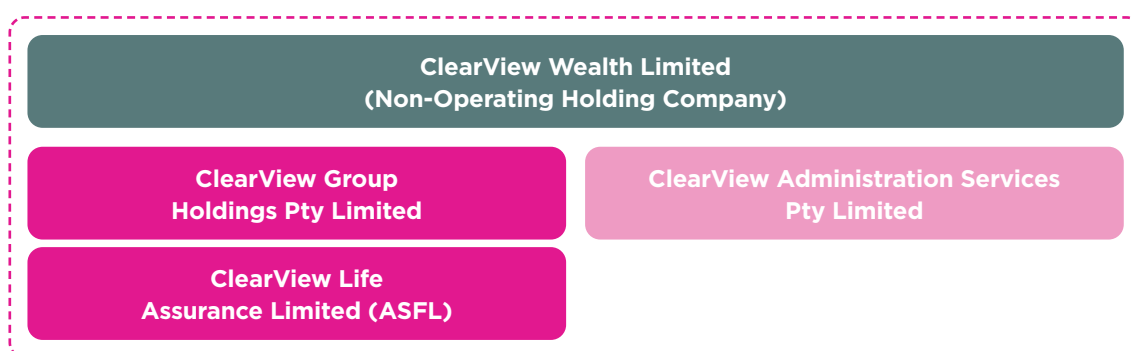 ClearView Wealth Limited
(Non-Operating Holding Company)
ClearView Group
Holdings Pty Limited
ClearView Administration Services
Pty Limited
ClearView Life
Assurance Limited (ASFL)